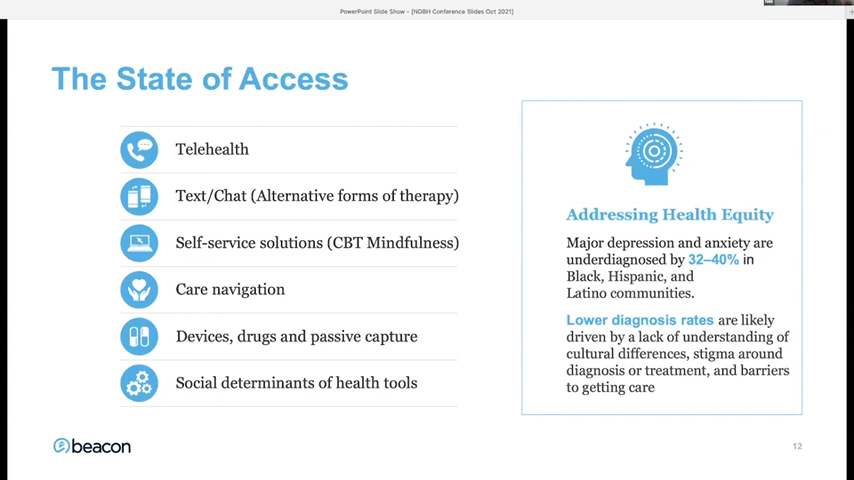 PowerPoint Slide Show - [NDBH Conference Slides Oct 2021]
The State of Access
Telehealth
Text/Chat (Alternative forms of therapy)
Self-service solutions (CBT Mindfulness)
Care navigation
Devices, drugs and passive capture
Social determinants of health tools
Addressing Health Equity
Major depression and anxiety are
underdiagnosed by 32–40% in
Black, Hispanic, and
Latino communities.
Lower diagnosis rates are likely
driven by a lack of understanding of
cultural differences, stigma around
diagnosis or treatment, and barriers
to getting care
beacon
12